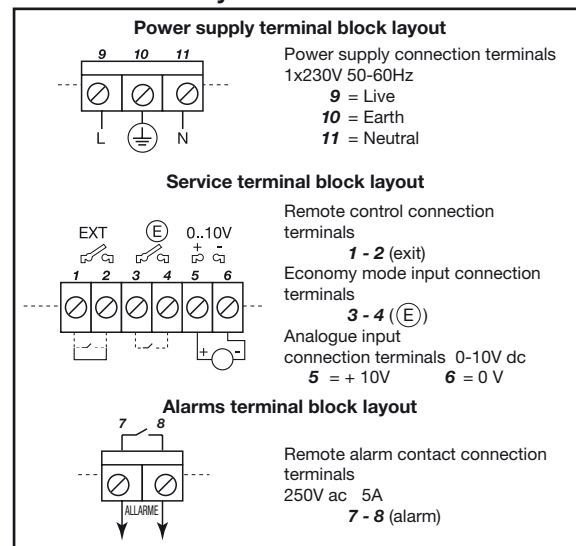 Power supply terminal block layout
9 10 11
L N
Power supply connection terminals
1x230V 50-60Hz
9 = Live
10 = Earth
11 = Neutral
Service terminal block layout
EXT E 0..10V
+ -
1 2 3 4 5 6
+ -
Remote control connection
terminals
1 - 2 (exit)
Economy mode input connection
terminals
3 - 4 (E)
Analogue input
connection terminals 0-10V dc
5 = + 10V 6 = 0 V
Alarms terminal block layout
7 8
ALLARME
Remote alarm contact connection
terminals
250V ac 5A
7 - 8 (alarm)